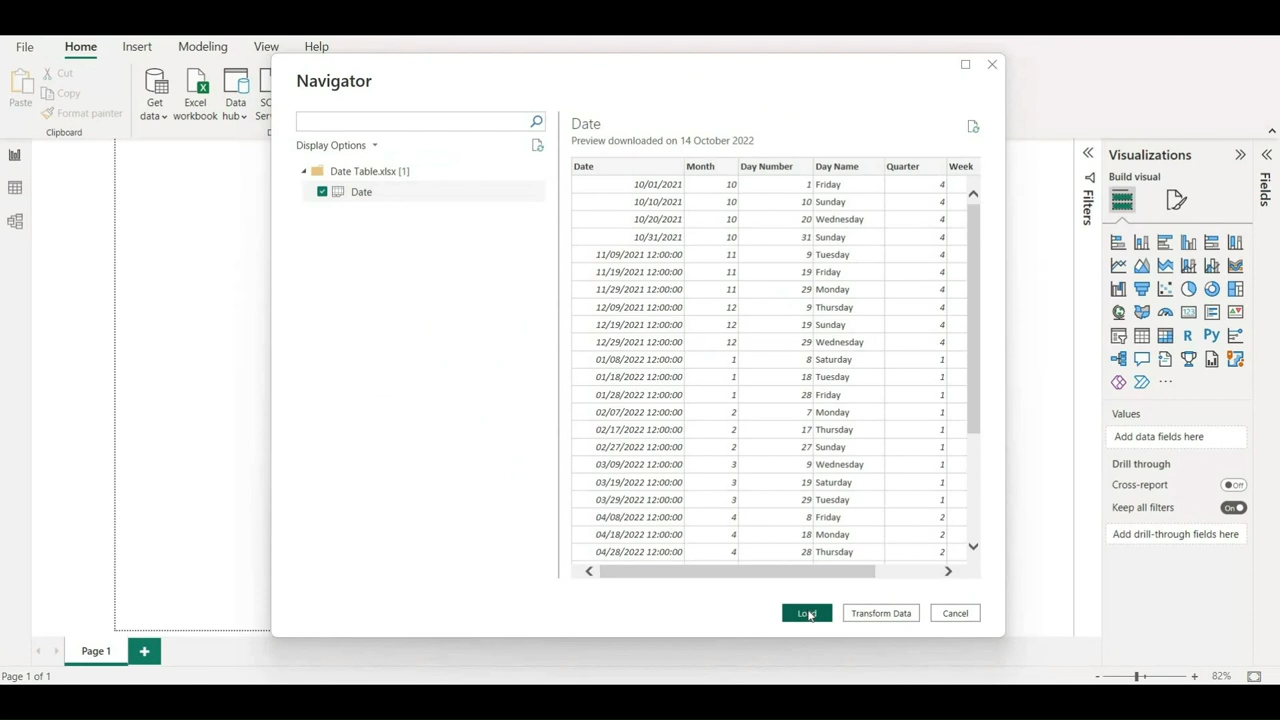 File Home Insert Modeling View Help
Paste
Cut
Copy
Format painter
Clipboard
Get data
Excel workbook
Data hub
Navigator
Display Options
Date Table.xlsx [1]
Date
Date
Preview downloaded on 14 October 2022
Date Month Day Number Day Name Quarter Week
10/01/2021 10 1 Friday 4
10/10/2021 10 10 Sunday 4
10/20/2021 10 20 Wednesday 4
10/31/2021 10 31 Sunday 4
11/09/2021 12:00:00 11 9 Tuesday 4
11/19/2021 12:00:00 11 19 Friday 4
11/29/2021 12:00:00 11 29 Monday 4
12/09/2021 12:00:00 12 9 Thursday 4
12/19/2021 12:00:00 12 19 Sunday 4
12/29/2021 12:00:00 12 29 Wednesday 4
01/08/2022 12:00:00 1 8 Saturday 1
01/18/2022 12:00:00 1 18 Tuesday 1
01/28/2022 12:00:00 1 28 Friday 1
02/07/2022 12:00:00 2 7 Monday 1
02/17/2022 12:00:00 2 17 Thursday 1
02/27/2022 12:00:00 2 27 Sunday 1
03/09/2022 12:00:00 3 9 Wednesday 1
03/19/2022 12:00:00 3 19 Saturday 1
03/29/2022 12:00:00 3 29 Tuesday 1
04/08/2022 12:00:00 4 8 Friday 2
04/18/2022 12:00:00 4 18 Monday 2
04/28/2022 12:00:00 4 28 Thursday 2
Load Transform Data Cancel
Filters
Visualizations
Build visual
R Py
Values
Add data fields here
Drill through
Cross-report Off
Keep all filters On
Add drill-through fields here
Fields
Page 1
Page 1 of 1
82%